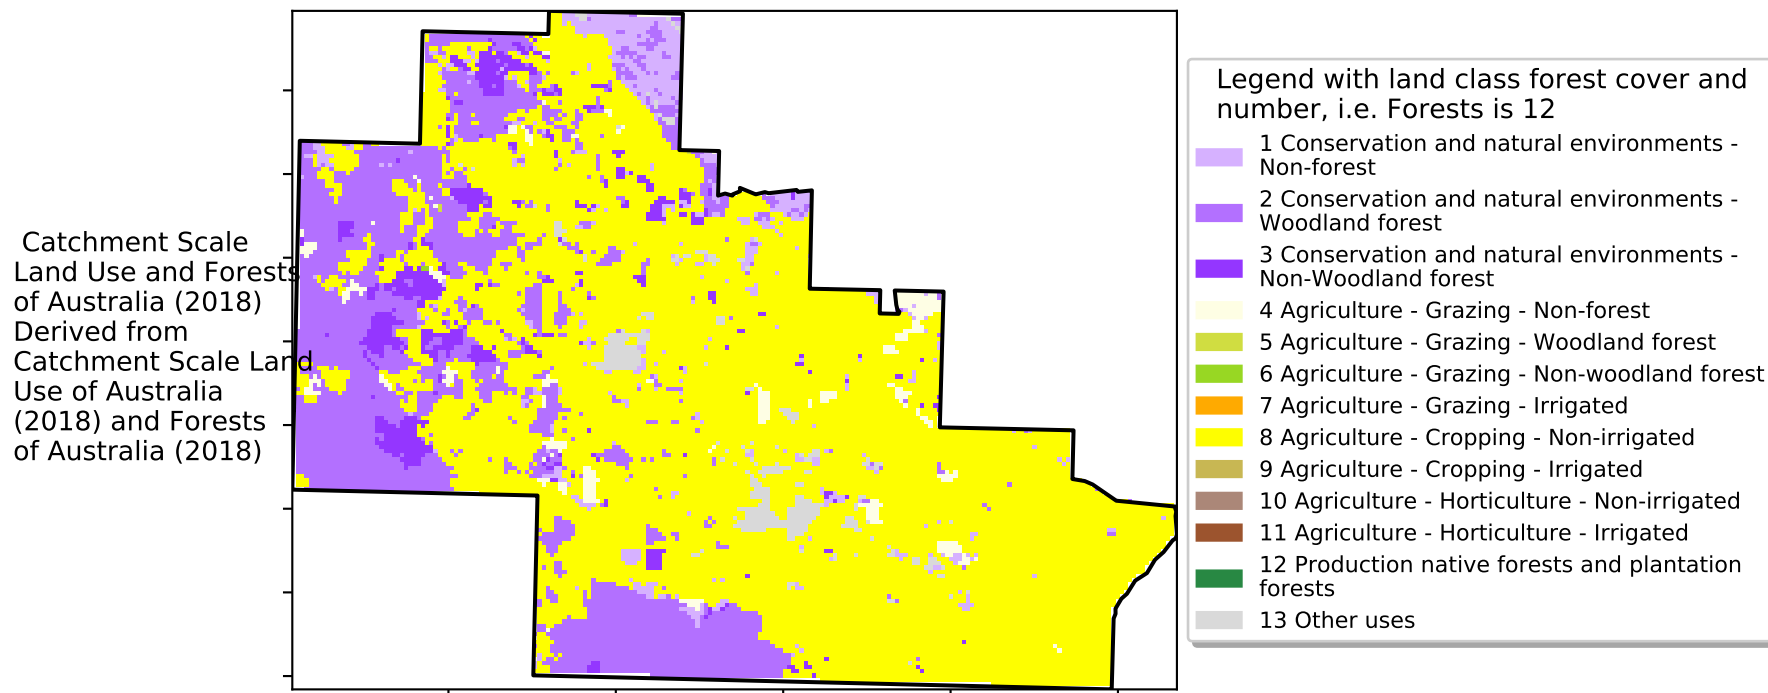 Catchment Scale
Land Use and Forests
of Australia (2018)
Derived from
Catchment Scale Land
Use of Australia
(2018) and Forests
of Australia (2018)
Legend with land class forest cover and
number, i.e. Forests is 12
1 Conservation and natural environments -
Non-forest
2 Conservation and natural environments -
Woodland forest
3 Conservation and natural environments -
Non-Woodland forest
4 Agriculture - Grazing - Non-forest
5 Agriculture - Grazing - Woodland forest
6 Agriculture - Grazing - Non-woodland forest
7 Agriculture - Grazing - Irrigated
8 Agriculture - Cropping - Non-irrigated
9 Agriculture - Cropping - Irrigated
10 Agriculture - Horticulture - Non-irrigated
11 Agriculture - Horticulture - Irrigated
12 Production native forests and plantation
forests
13 Other uses